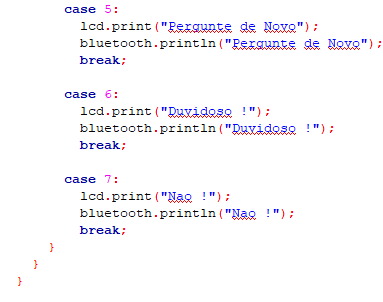 case 5:
lcd.print("Pergunte de Novo");
bluetooth.println("Pergunte de Novo");
break;
case 6:
lcd.print("Duvidoso !");
bluetooth.println("Duvidoso !");
break;
case 7:
lcd.print("Nao !");
bluetooth.println("Nao !");
break;
}
}
}